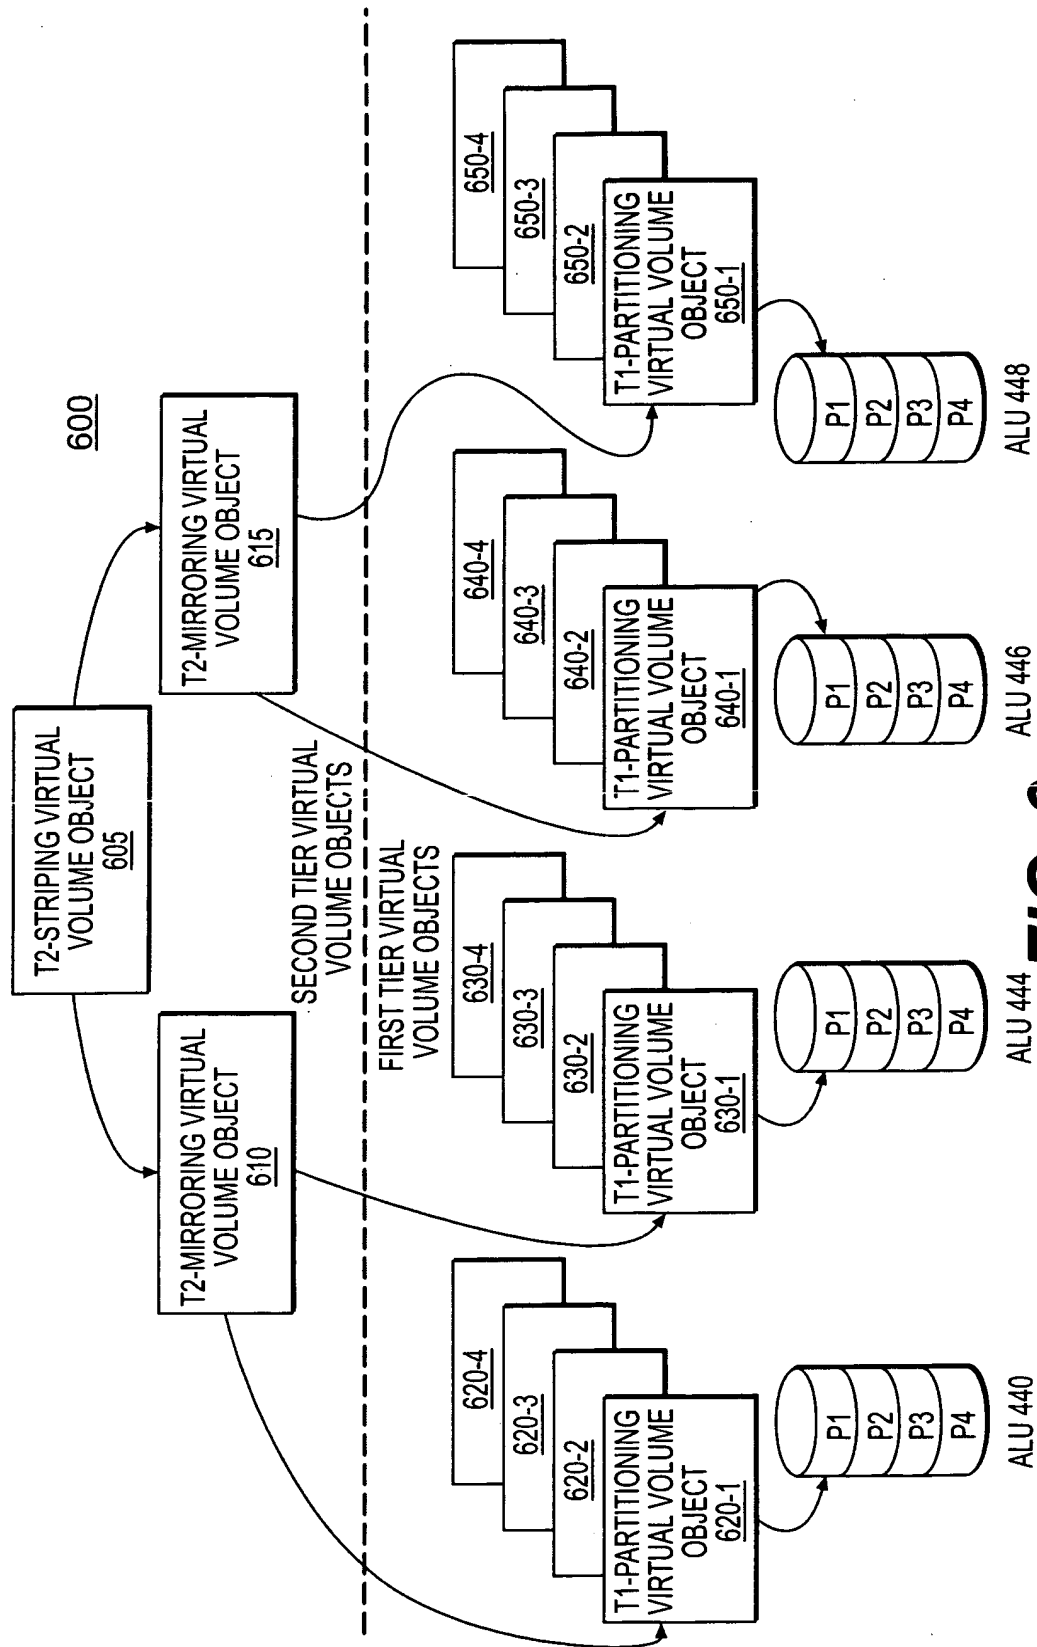 600
T2-STRIPING VIRTUAL
VOLUME OBJECT
605
T2-MIRRORING VIRTUAL
VOLUME OBJECT
610
T2-MIRRORING VIRTUAL
VOLUME OBJECT
615
SECOND TIER VIRTUAL
VOLUME OBJECTS
FIRST TIER VIRTUAL
VOLUME OBJECTS
620-4
620-3
620-2
T1-PARTITIONING
VIRTUAL VOLUME
OBJECT
620-1
630-4
630-3
630-2
T1-PARTITIONING
VIRTUAL VOLUME
OBJECT
630-1
640-4
640-3
640-2
T1-PARTITIONING
VIRTUAL VOLUME
OBJECT
640-1
650-4
650-3
650-2
T1-PARTITIONING
VIRTUAL VOLUME
OBJECT
650-1
P1
P2
P3
P4
ALU 440
P1
P2
P3
P4
ALU 444
P1
P2
P3
P4
ALU 446
P1
P2
P3
P4
ALU 448